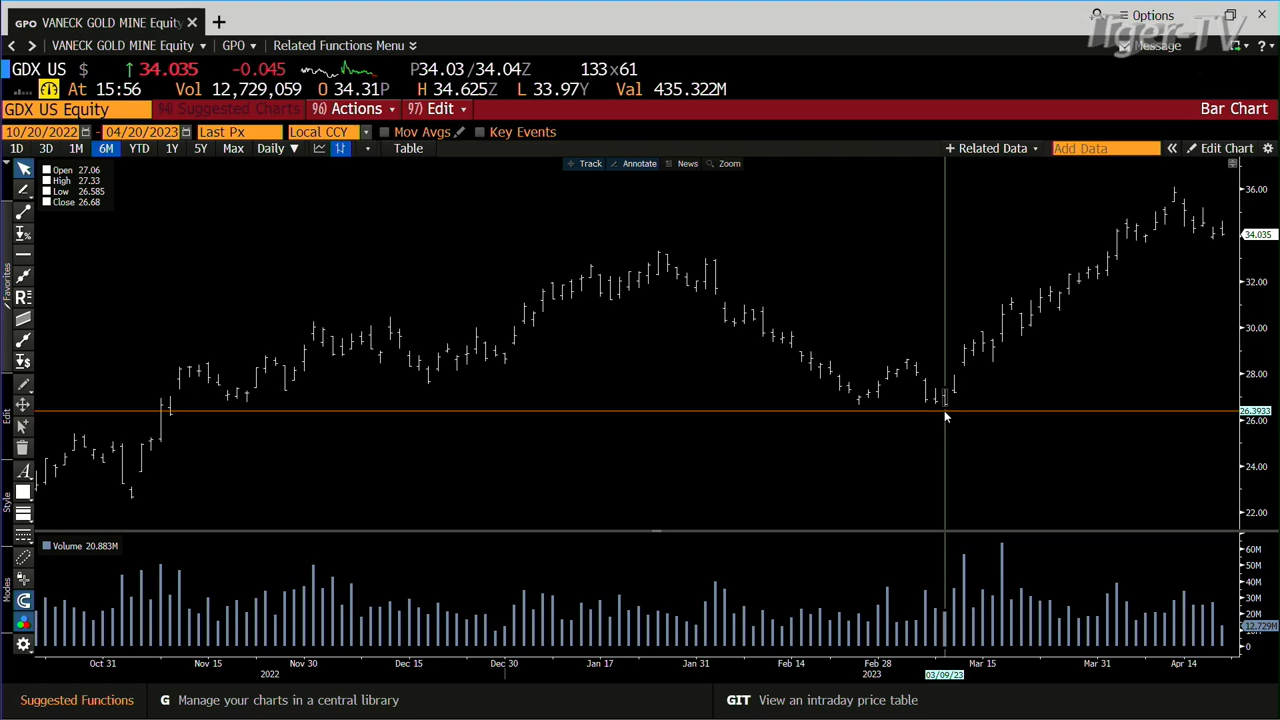 GPO VANECK GOLD MINE Equity × +
Options
Tiger-TV
VANECK GOLD MINE Equity GPO Related Functions Menu
Message
GDX US $ ↑ 34.035 -0.045 P34.03 /34.04Z 133 x61
At 15:56 Vol 12,729,059 O 34.31P H 34.625Z L 33.97Y Val 435.322M
GDX US Equity 94) Suggested Charts 96) Actions 97) Edit Bar Chart
10/20/2022 - 04/20/2023 Last Px Local CCY Mov Avgs Key Events
1D 3D 1M 6M YTD 1Y 5Y Max Daily ▼ Table + Related Data Add Data « Edit Chart
Track Annotate News Zoom
Open 27.06
High 27.33
Low 26.585
Close 26.68
36.00
34.035
32.00
30.00
28.00
26.3933
26.00
24.00
22.00
Favorites
Edit
Style
Modes
Volume 20.883M
60M
50M
40M
30M
20M
12.729M
0
Oct 31 Nov 15 Nov 30 Dec 15 Dec 30 Jan 17 Jan 31 Feb 14 Feb 28 Mar 15 Mar 31 Apr 14
2022 2023 03/09/23
Suggested Functions G Manage your charts in a central library GIT View an intraday price table